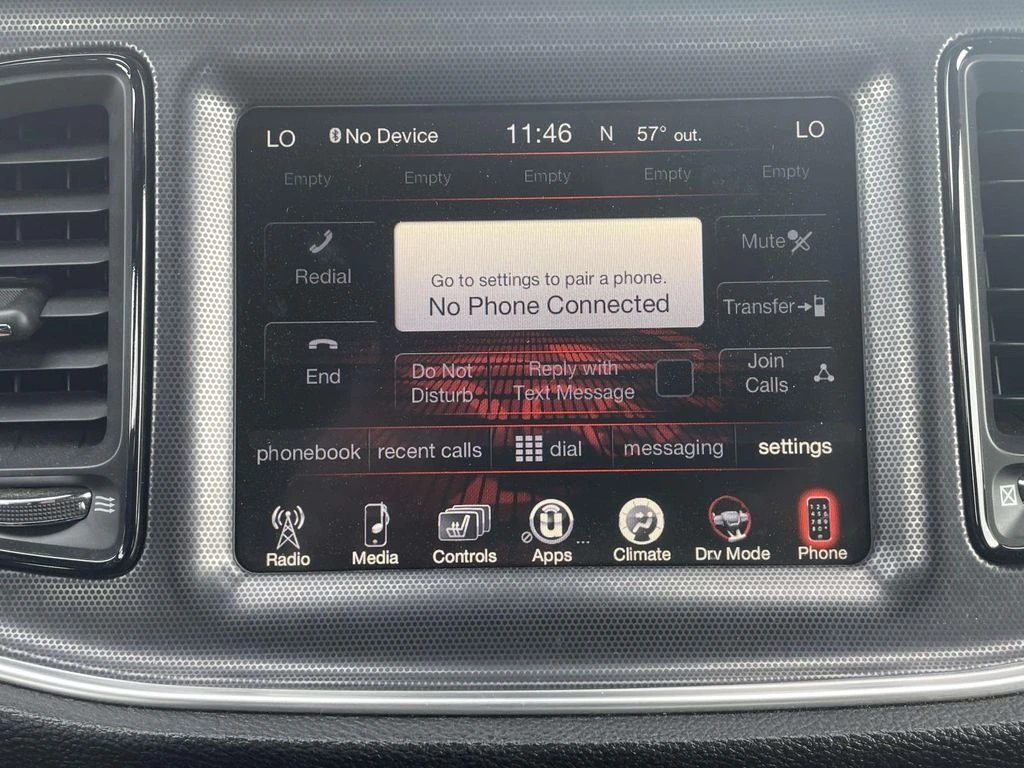 LO No Device 11:46 N 57° out. LO
Empty Empty Empty Empty Empty
Redial
Go to settings to pair a phone.
No Phone Connected
Mute
Transfer
End
Do Not
Disturb
Reply with
Text Message
Join
Calls
phonebook recent calls dial messaging settings
Radio Media Controls Apps ... Climate Drv Mode Phone